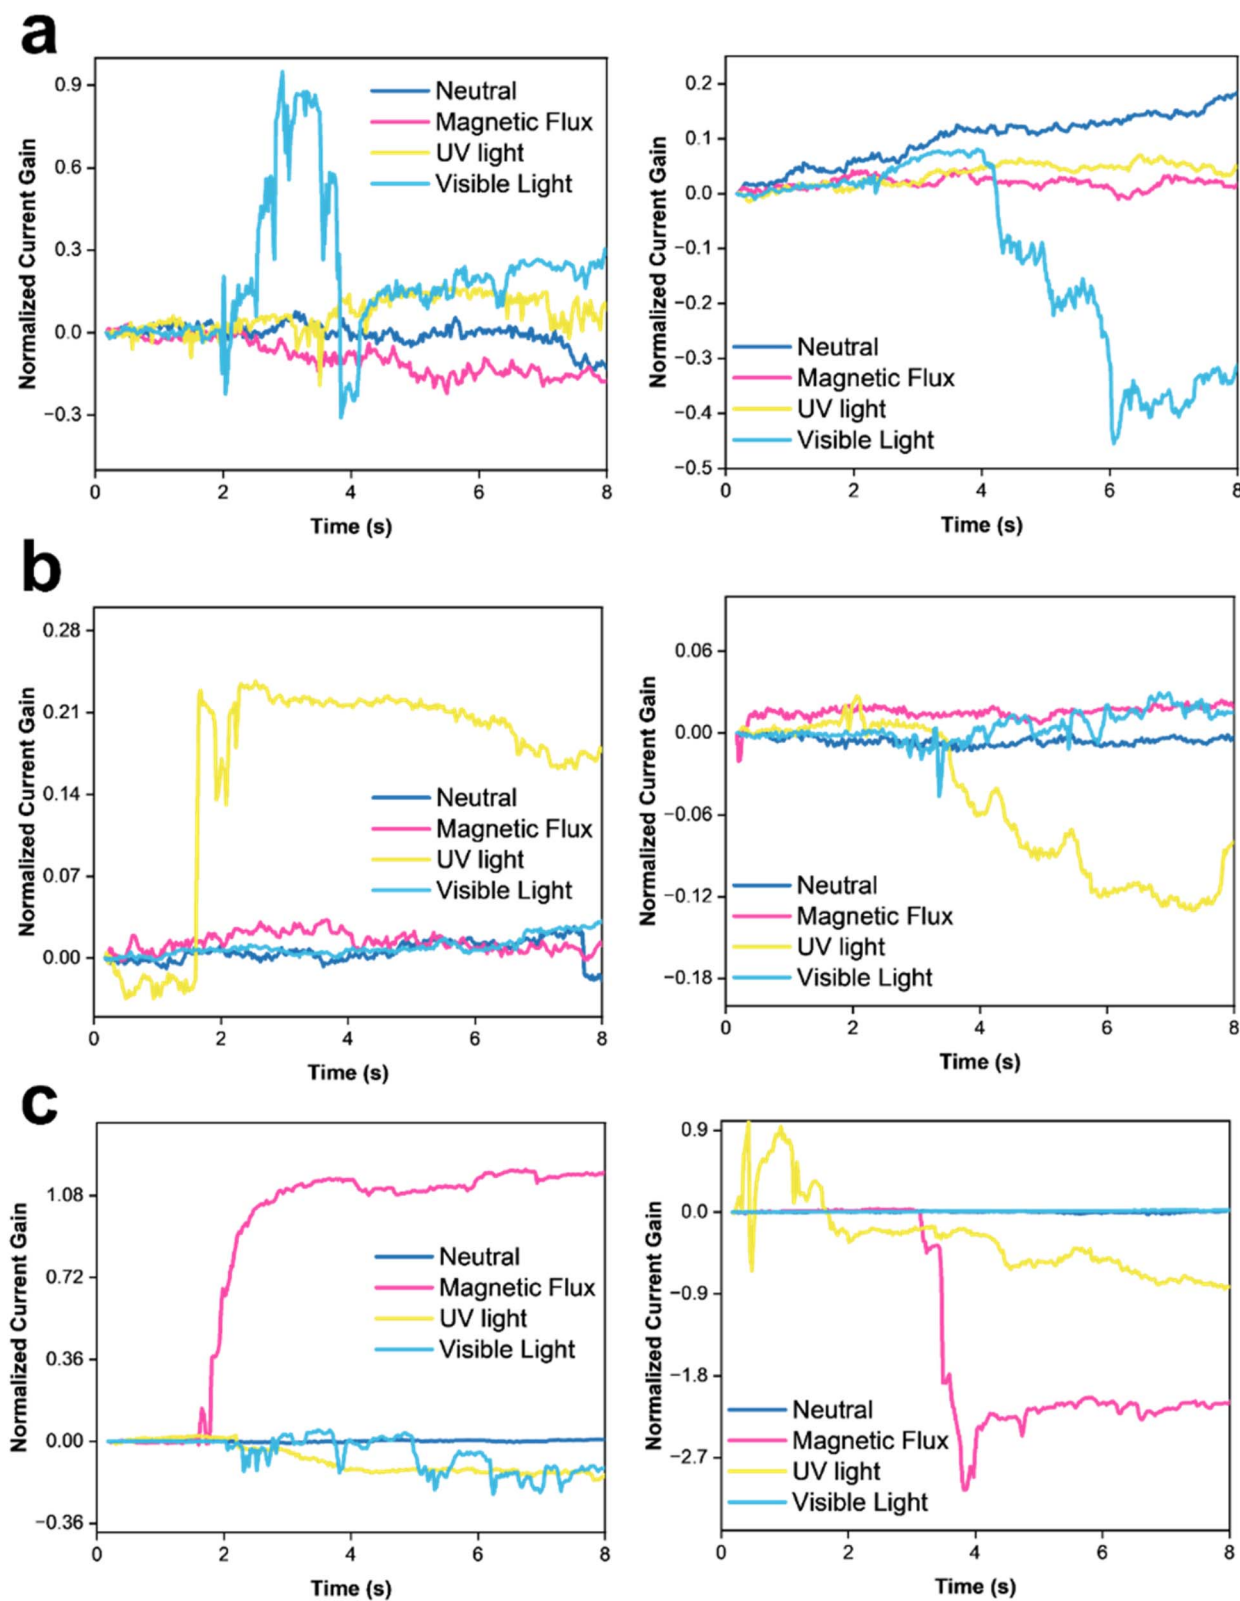 a
Normalized Current Gain
0.9
0.6
0.3
0.0
−0.3
Neutral
Magnetic Flux
UV light
Visible Light
0 2 4 6 8
Time (s)
Normalized Current Gain
0.2
0.1
0.0
−0.1
−0.2
−0.3
−0.4
−0.5
Neutral
Magnetic Flux
UV light
Visible Light
0 2 4 6 8
Time (s)
b
Normalized Current Gain
0.28
0.21
0.14
0.07
0.00
Neutral
Magnetic Flux
UV light
Visible Light
0 2 4 6 8
Time (s)
Normalized Current Gain
0.06
0.00
−0.06
−0.12
−0.18
Neutral
Magnetic Flux
UV light
Visible Light
0 2 4 6 8
Time (s)
c
Normalized Current Gain
1.08
0.72
0.36
0.00
−0.36
Neutral
Magnetic Flux
UV light
Visible Light
0 2 4 6 8
Time (s)
Normalized Current Gain
0.9
0.0
−0.9
−1.8
−2.7
Neutral
Magnetic Flux
UV light
Visible Light
0 2 4 6 8
Time (s)